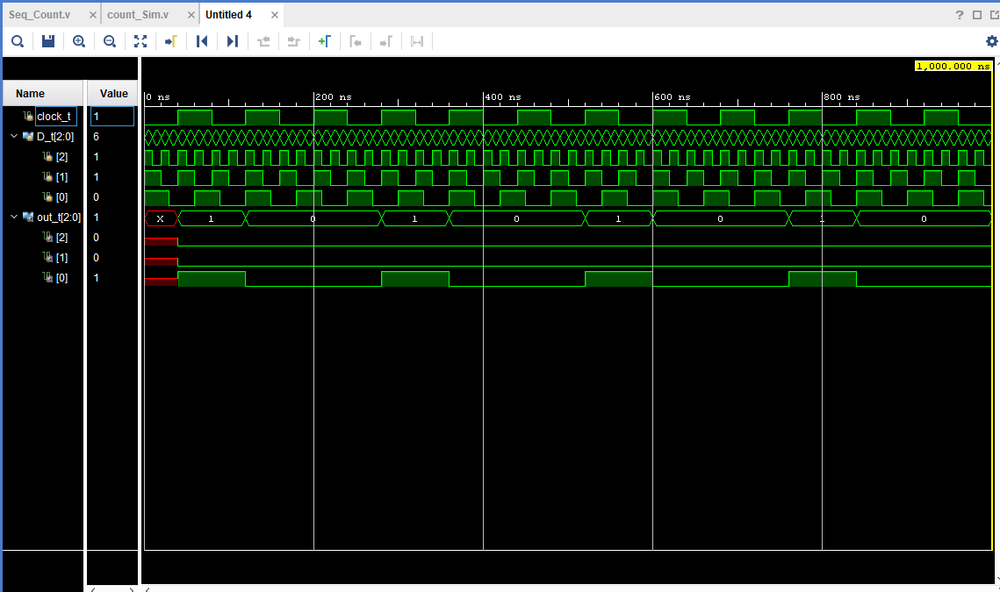 Seq_Count.v × count_Sim.v × Untitled 4 ×
?
1,000.000 ns
Name Value
0 ns 200 ns 400 ns 600 ns 800 ns
clock_t 1
D_t[2:0] 6
[2] 1
[1] 1
[0] 0
out_t[2:0] 1 X 1 0 1 0 1 0 1 0
[2] 0
[1] 0
[0] 1